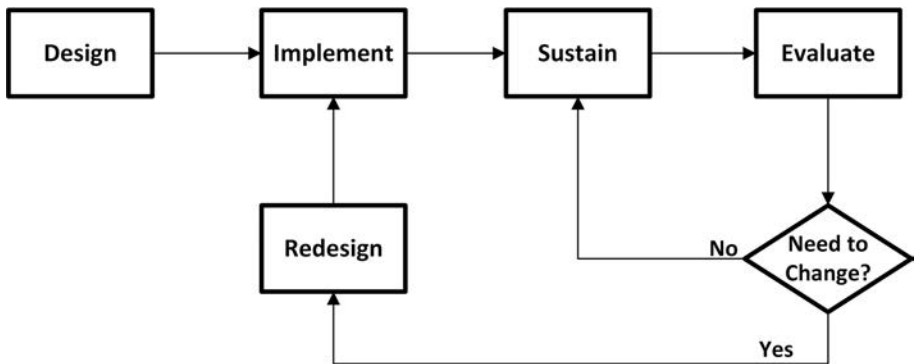 Design
Implement
Sustain
Evaluate
Redesign
No
Need to
Change?
Yes